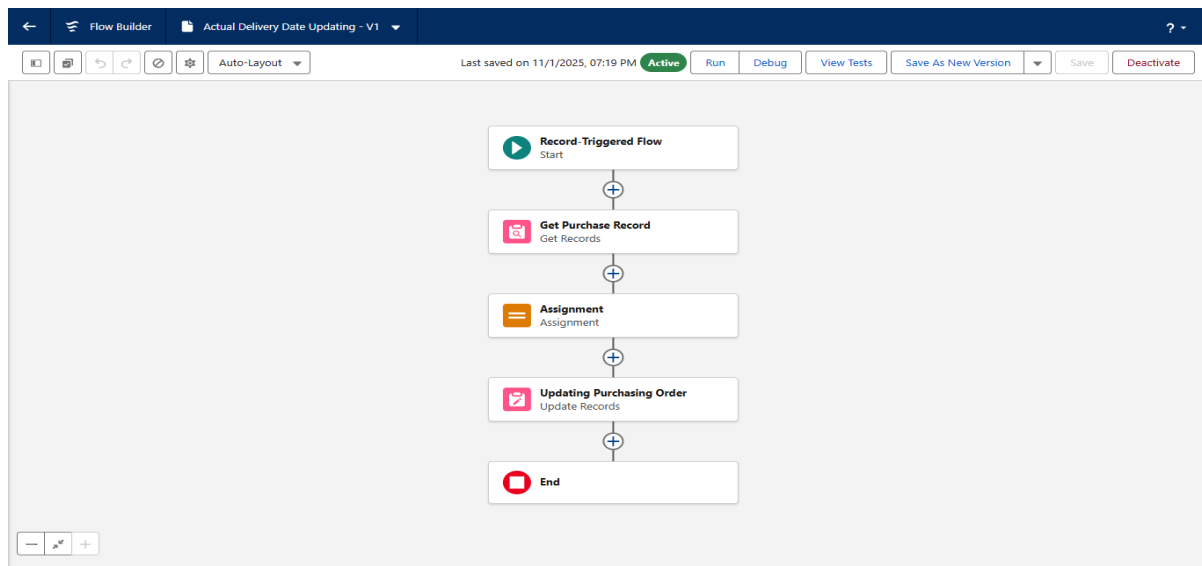 Flow Builder
Actual Delivery Date Updating - V1
? -
Auto-Layout
Last saved on 11/1/2025, 07:19 PM
Active
Run
Debug
View Tests
Save As New Version
Save
Deactivate
Record-Triggered Flow
Start
Get Purchase Record
Get Records
Assignment
Assignment
Updating Purchasing Order
Update Records
End